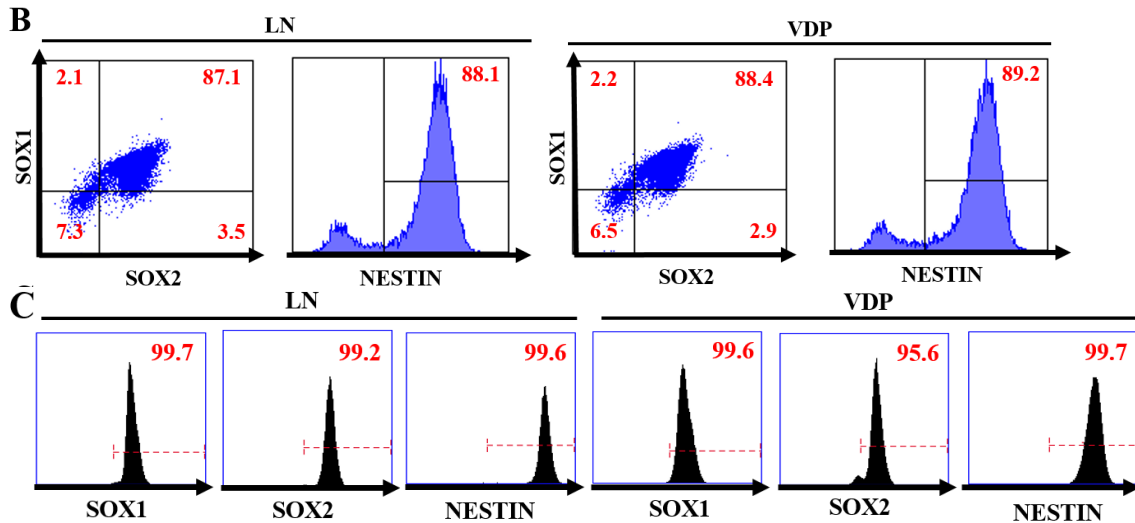 B
LN
VDP
2.1
87.1
7.3
3.5
SOX1
SOX2
88.1
NESTIN
2.2
88.4
6.5
2.9
SOX1
SOX2
89.2
NESTIN
C
LN
VDP
99.7
SOX1
99.2
SOX2
99.6
NESTIN
99.6
SOX1
95.6
SOX2
99.7
NESTIN